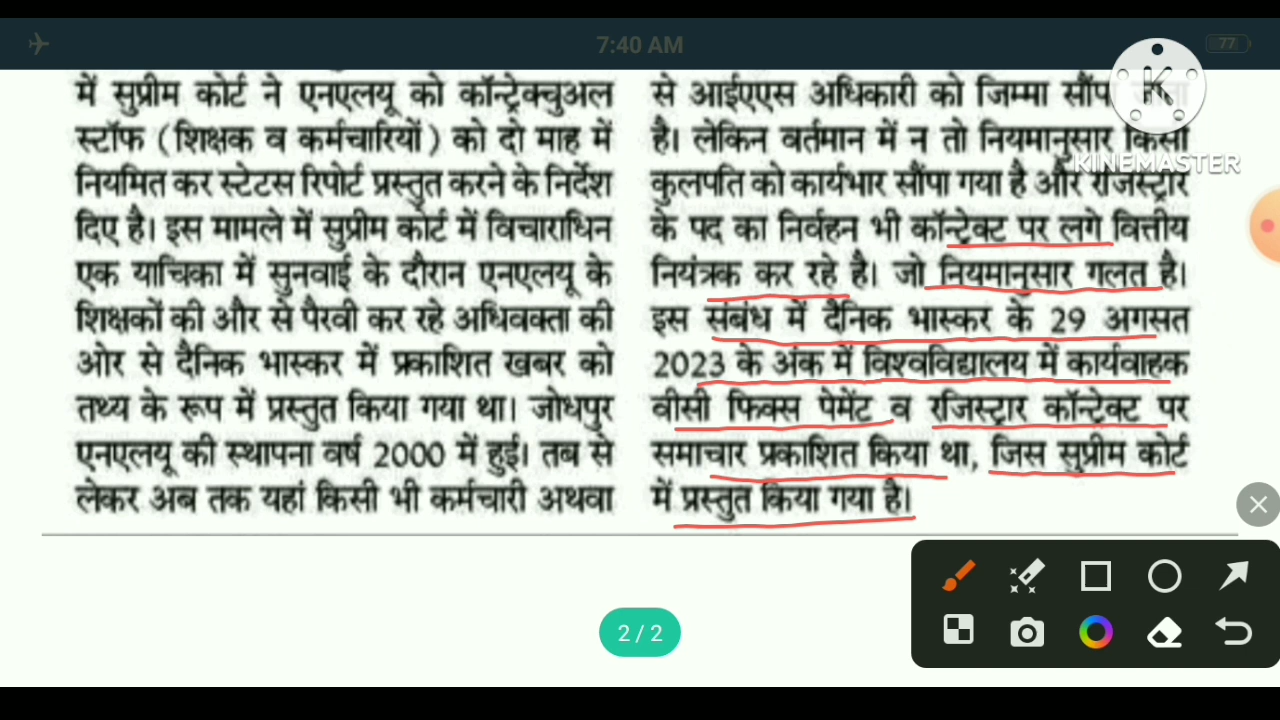 7:40 AM
77
KINEMASTER
में सुप्रीम कोर्ट ने एनएलयू को कॉन्ट्रेक्चुअल
स्टॉफ (शिक्षक व कर्मचारियों) को दो माह में
नियमित कर स्टेटस रिपोर्ट प्रस्तुत करने के निर्देश
दिए है। इस मामले में सुप्रीम कोर्ट में विचाराधिन
एक याचिका में सुनवाई के दौरान एनएलयू के
शिक्षकों की और से पैरवी कर रहे अधिवक्ता की
ओर से दैनिक भास्कर में प्रकाशित खबर को
तथ्य के रूप में प्रस्तुत किया गया था। जोधपुर
एनएलयू की स्थापना वर्ष 2000 में हुई। तब से
लेकर अब तक यहां किसी भी कर्मचारी अथवा
से आईएएस अधिकारी को जिम्मा सौंपा
है। लेकिन वर्तमान में न तो नियमानुसार किसी
कुलपति को कार्यभार सौंपा गया है और रजिस्ट्रार
के पद का निर्वहन भी कॉन्ट्रेक्ट पर लगे वित्तीय
नियंत्रक कर रहे है। जो नियमानुसार गलत है।
इस संबंध में दैनिक भास्कर के 29 अगसत
2023 के अंक में विश्वविद्यालय में कार्यवाहक
वीसी फिक्स पेमेंट व रजिस्ट्रार कॉन्ट्रेक्ट पर
समाचार प्रकाशित किया था, जिस सुप्रीम कोर्ट
में प्रस्तुत किया गया है।
2 / 2